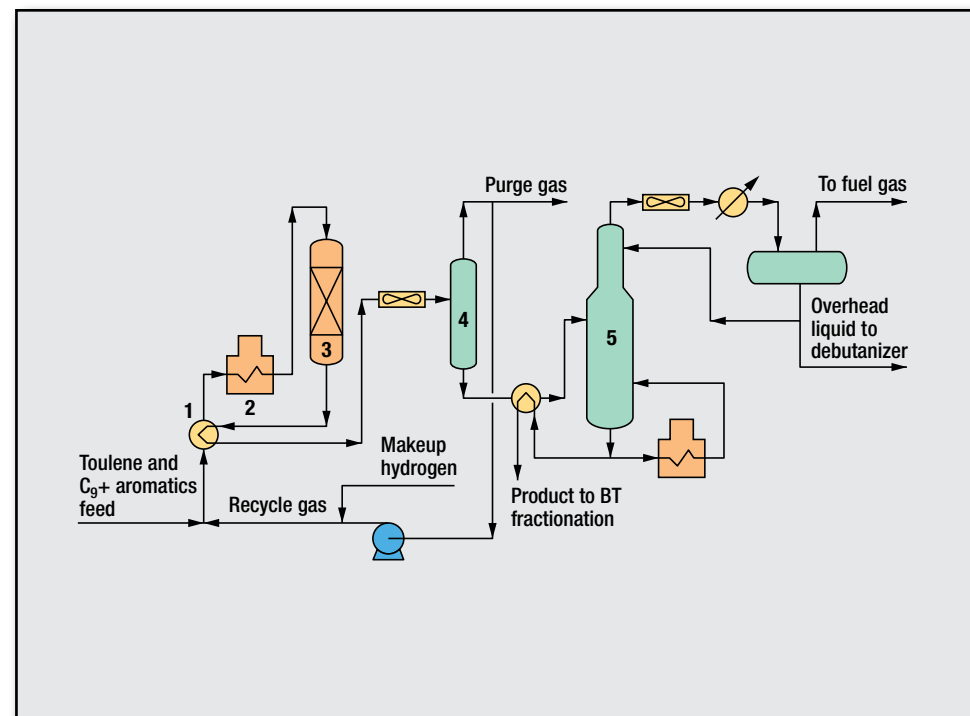 Purge gas
To fuel gas
Overhead
liquid to
debutanizer
1
2
3
4
5
Toulene and
C₉+ aromatics
feed
Recycle gas
Makeup
hydrogen
Product to BT
fractionation